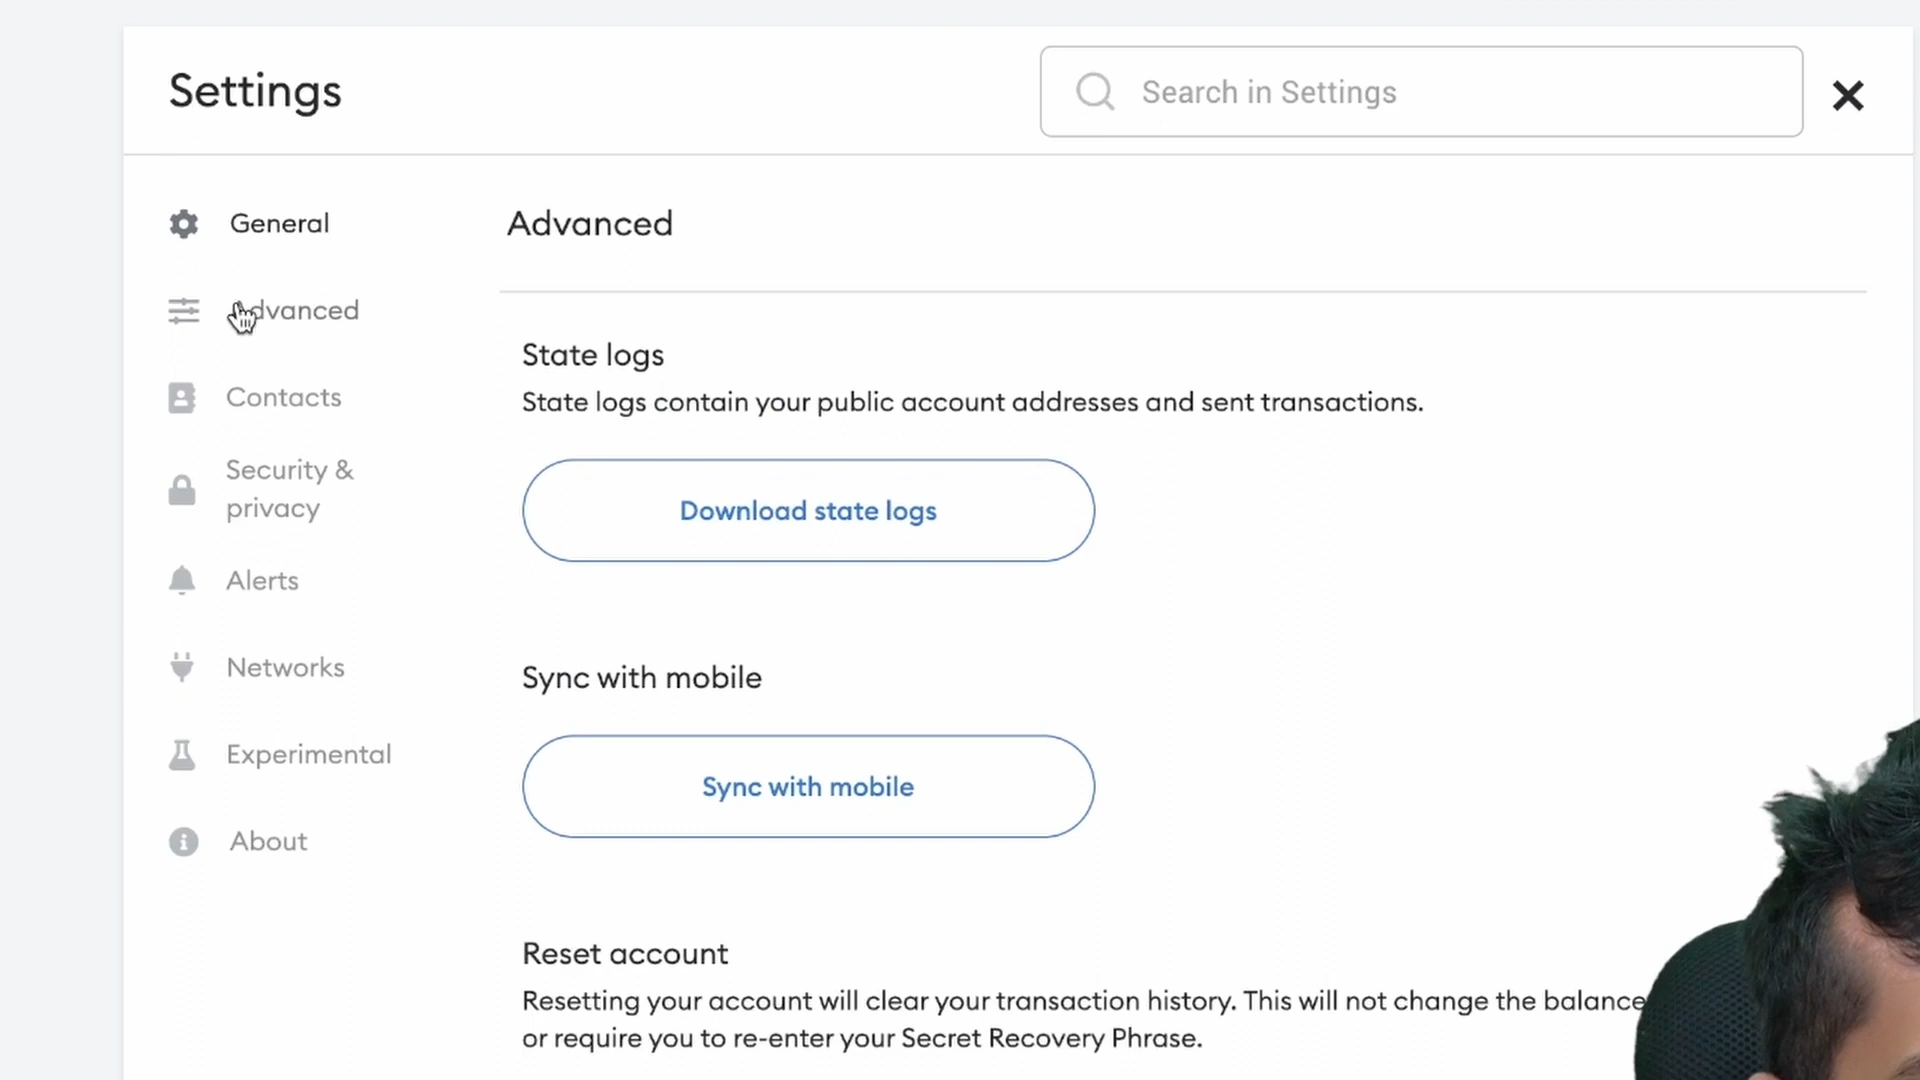 Settings
Search in Settings
General
Advanced
Contacts
Security &
privacy
Alerts
Networks
Experimental
About
Advanced
State logs
State logs contain your public account addresses and sent transactions.
Download state logs
Sync with mobile
Sync with mobile
Reset account
Resetting your account will clear your transaction history. This will not change the balance
or require you to re-enter your Secret Recovery Phrase.